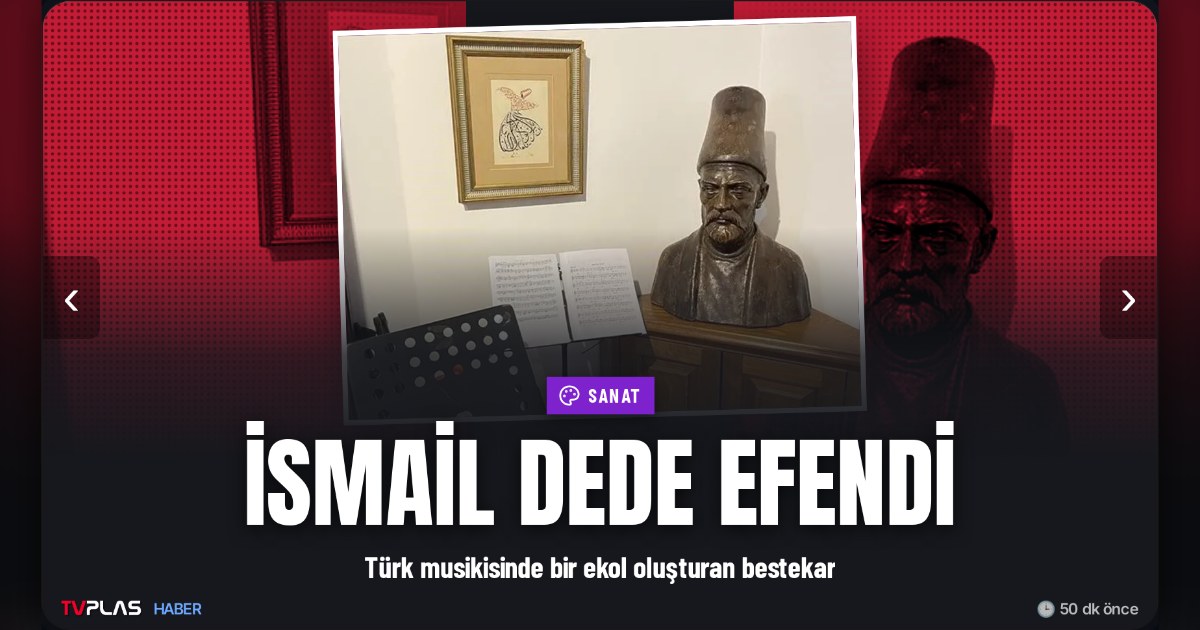 SANAT
İSMAİL DEDE EFENDİ
Türk musikisinde bir ekol oluşturan bestekar
TVPLAS HABER
50 dk önce